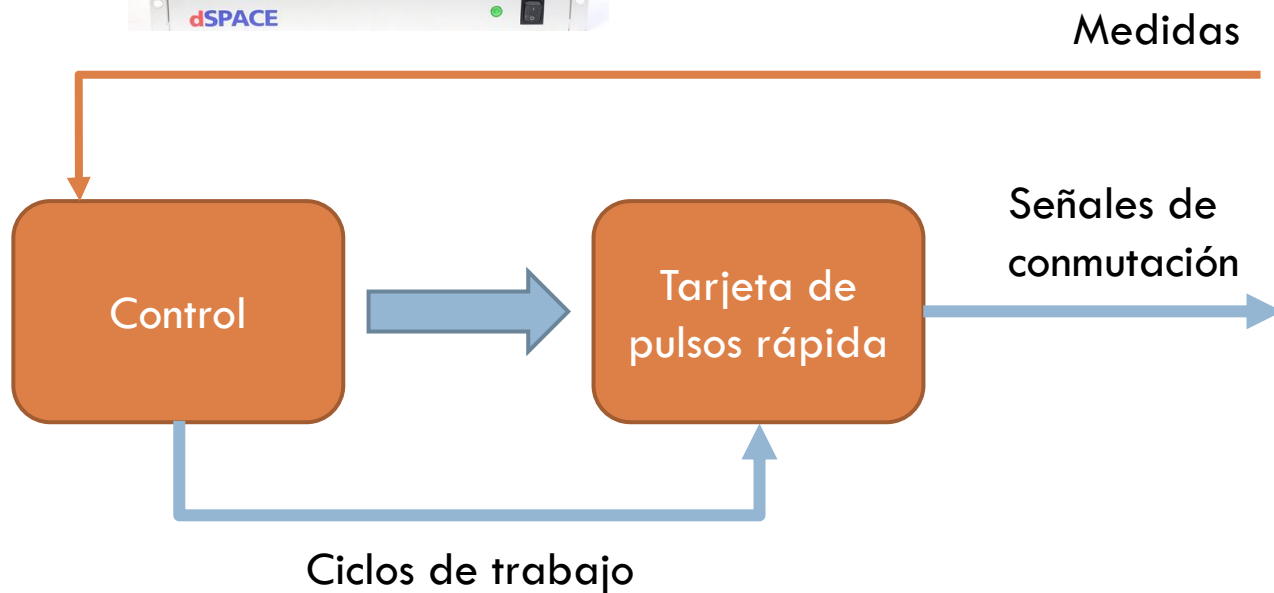 dSPACE
Medidas
Señales de
conmutación
Control
Tarjeta de
pulsos rápida
Ciclos de trabajo